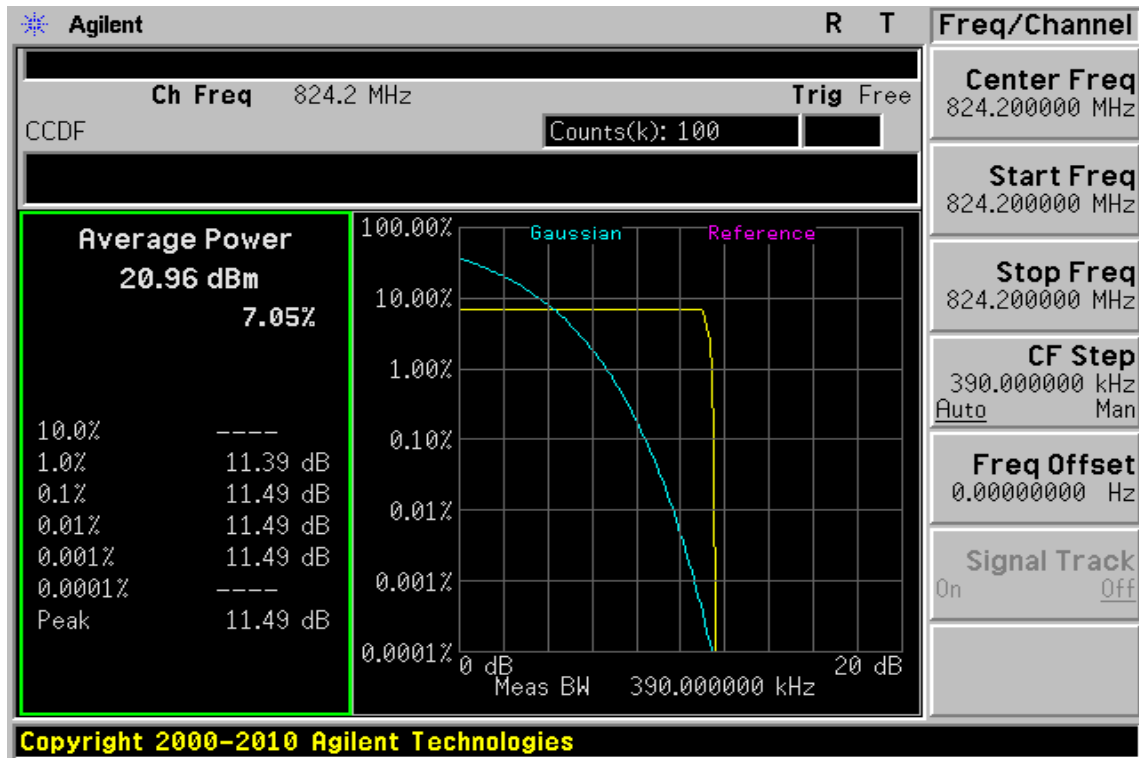 Agilent R T
Ch Freq 824.2 MHz Trig Free
CCDF Counts(k): 100
Average Power
20.96 dBm
7.05%
10.0% ----
1.0% 11.39 dB
0.1% 11.49 dB
0.01% 11.49 dB
0.001% 11.49 dB
0.0001% ----
Peak 11.49 dB
Gaussian Reference
100.00%
10.00%
1.00%
0.10%
0.01%
0.001%
0.0001%
0 dB 20 dB
Meas BW 390.000000 kHz
Freq/Channel
Center Freq
824.200000 MHz
Start Freq
824.200000 MHz
Stop Freq
824.200000 MHz
CF Step
390.000000 kHz
Auto Man
Freq Offset
0.00000000 Hz
Signal Track
On Off
Copyright 2000-2010 Agilent Technologies